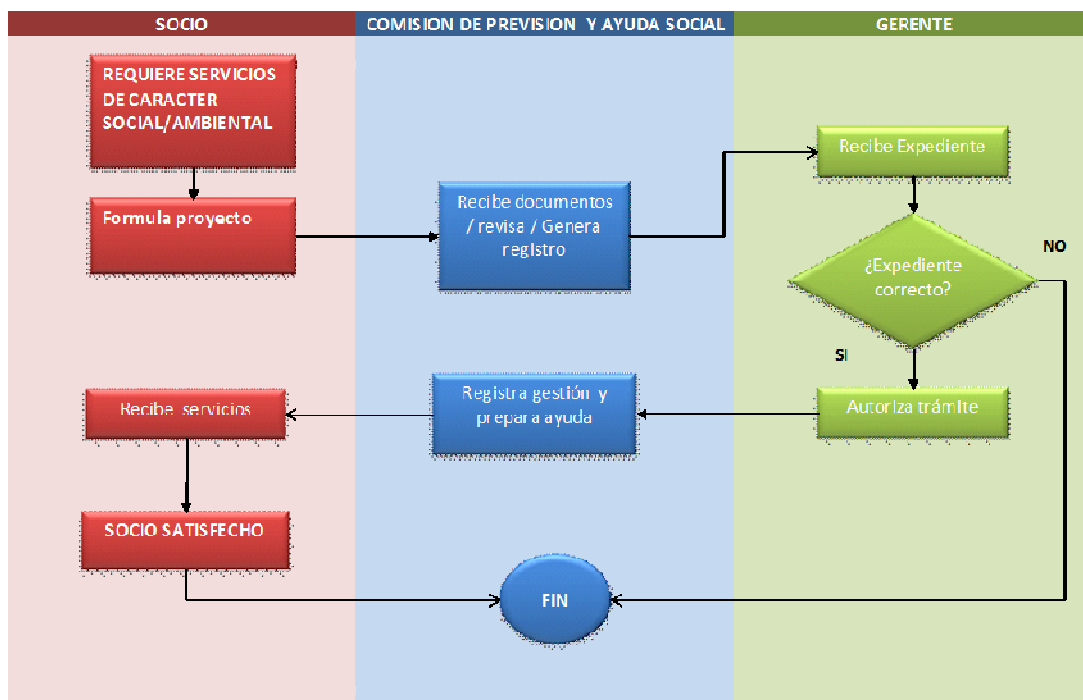 SOCIO
COMISION DE PREVISION Y AYUDA SOCIAL
GERENTE
REQUIERE SERVICIOS
DE CARACTER
SOCIAL/AMBIENTAL
Formula proyecto
Recibe documentos
/ revisa / Genera
registro
Recibe Expediente
¿Expediente
correcto?
NO
SI
Autoriza trámite
Registra gestión y
prepara ayuda
Recibe servicios
SOCIO SATISFECHO
FIN